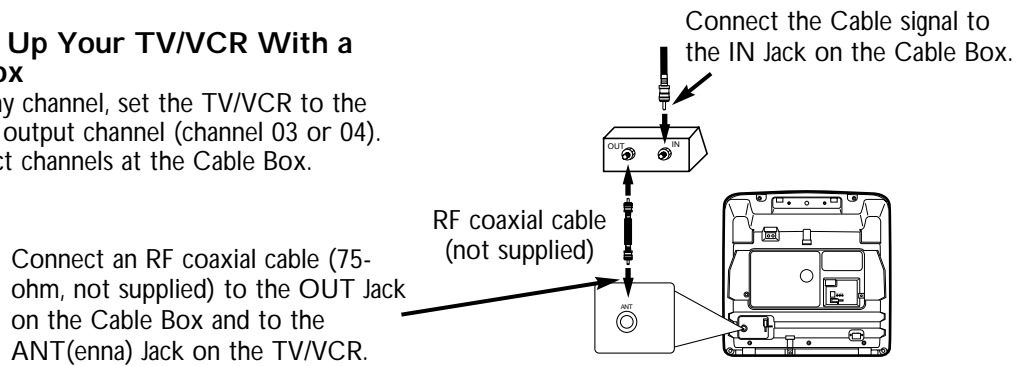 Up Your TV/VCR With a
ox
ny channel, set the TV/VCR to the
output channel (channel 03 or 04).
ct channels at the Cable Box.
Connect the Cable signal to
the IN Jack on the Cable Box.
OUT
IN
RF coaxial cable
(not supplied)
Connect an RF coaxial cable (75-
ohm, not supplied) to the OUT Jack
on the Cable Box and to the
ANT(enna) Jack on the TV/VCR.
ANT